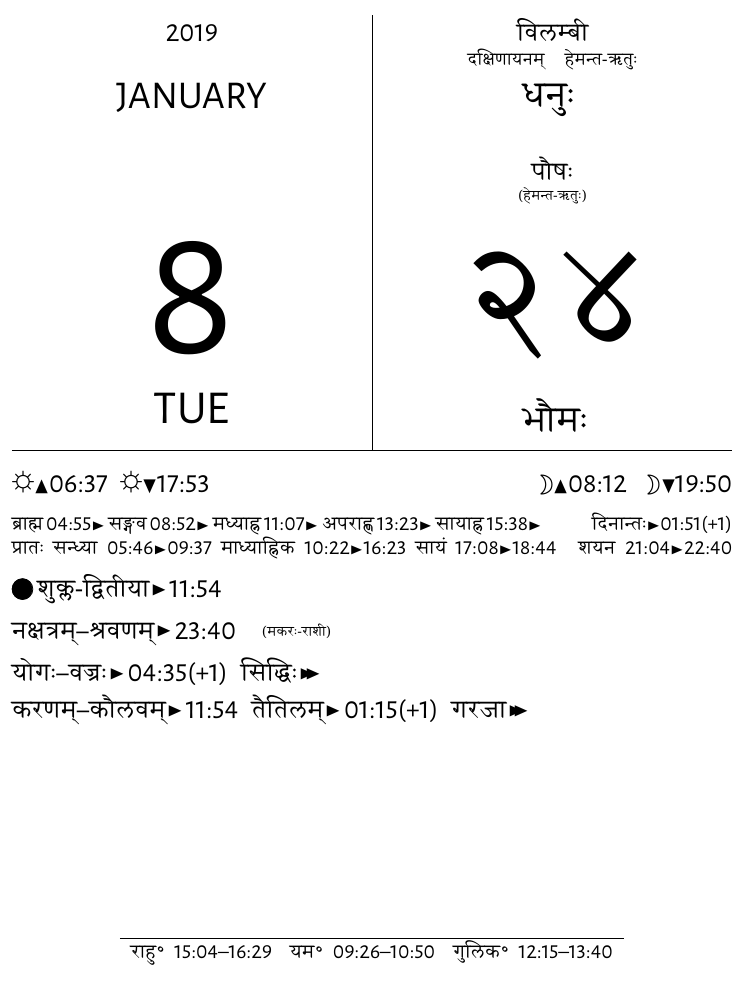 2019
JANUARY
8
TUE
विलम्बी
दक्षिणायनम् हेमन्त-ऋतुः
धनुः
पौषः
(हेमन्त-ऋतुः)
२४
भौमः
☼▲06:37 ☼▼17:53 ☽▲08:12 ☽▼19:50
ब्राह्म 04:55► सङ्गव 08:52► मध्याह्न 11:07► अपराह्ण 13:23► सायाह्न 15:38► दिनान्तः►01:51(+1)
प्रातः सन्ध्या 05:46►09:37 माध्याह्निक 10:22►16:23 सायं 17:08►18:44 शयन 21:04►22:40
●शुक्ल-द्वितीया►11:54
नक्षत्रम्–श्रवणम्►23:40 (मकरः-राशी)
योगः–वज्रः►04:35(+1) सिद्धिः►►
करणम्–कौलवम्►11:54 तैतिलम्►01:15(+1) गरजा►►
राहु॰ 15:04–16:29 यम॰ 09:26–10:50 गुलिक॰ 12:15–13:40